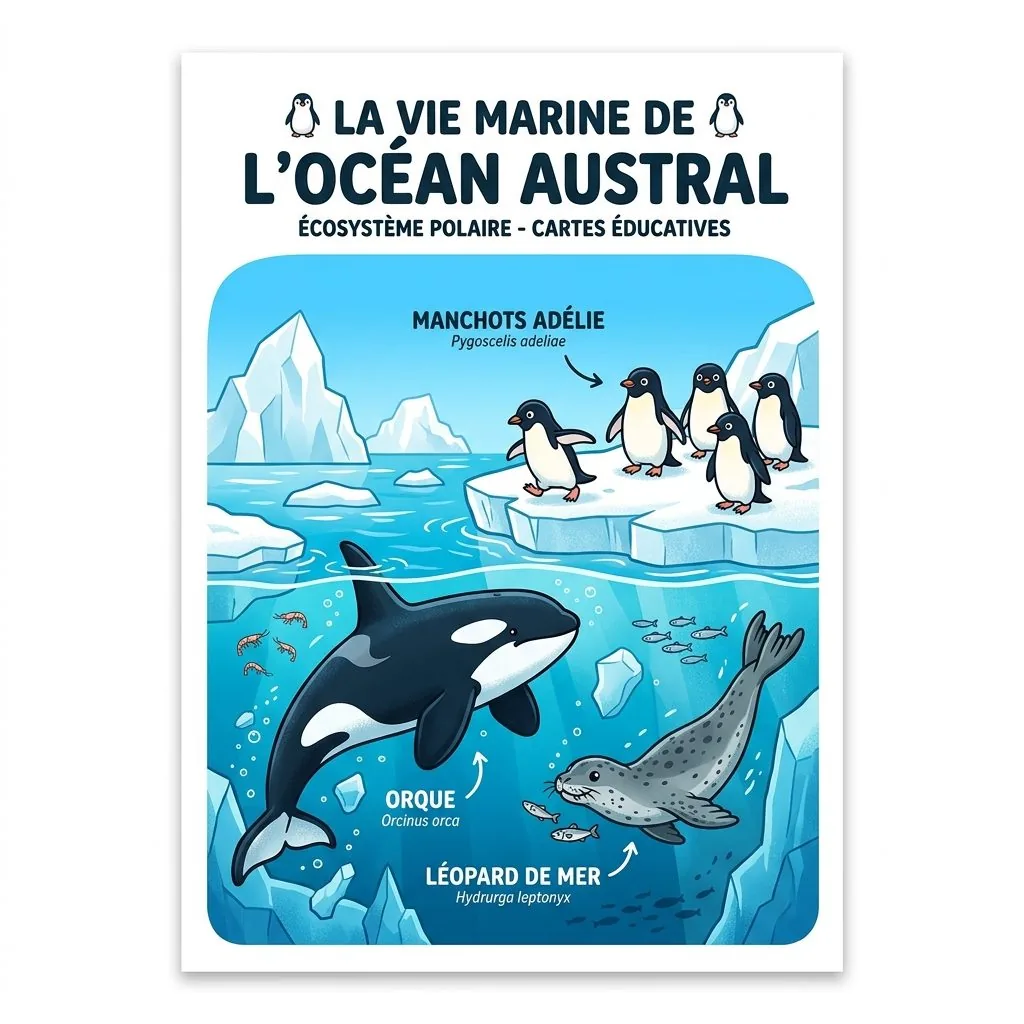 LA VIE MARINE DE
L'OCÉAN AUSTRAL
ÉCOSYSTÈME POLAIRE - CARTES ÉDUCATIVES
MANCHOTS ADÉLIE
Pygoscelis adeliae
ORQUE
Orcinus orca
LÉOPARD DE MER
Hydrurga leptonyx